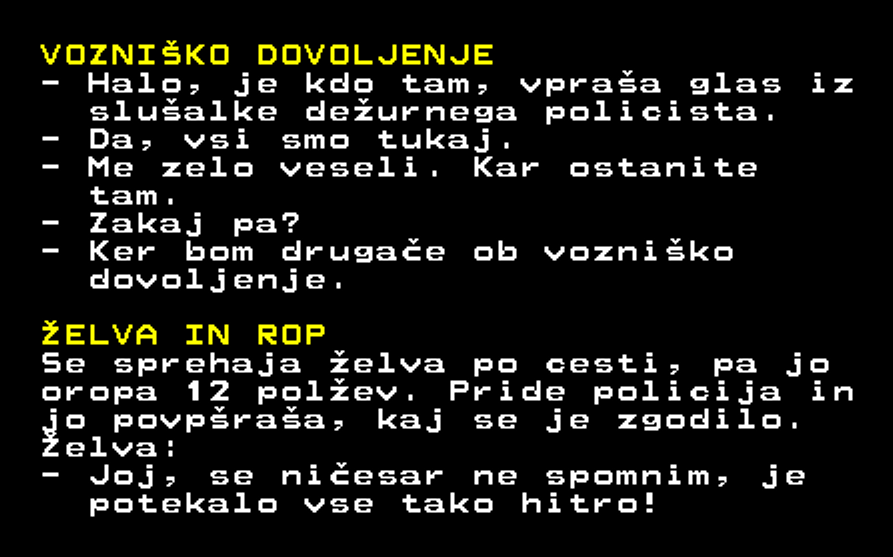 VOZNIŠKO DOVOLJENJE
- Halo, je kdo tam, vpraša glas iz
slušalke dežurnega policista.
- Da, vsi smo tukaj.
- Me zelo veseli. Kar ostanite
tam.
- Zakaj pa?
- Ker bom drugače ob vozniško
dovoljenje.
ŽELVA IN ROP
Se sprehaja želva po cesti, pa jo
oropa 12 polžev. Pride policija in
jo povpšraša, kaj se je zgodilo.
Želva:
- Joj, se ničesar ne spomnim, je
potekalo vse tako hitro!